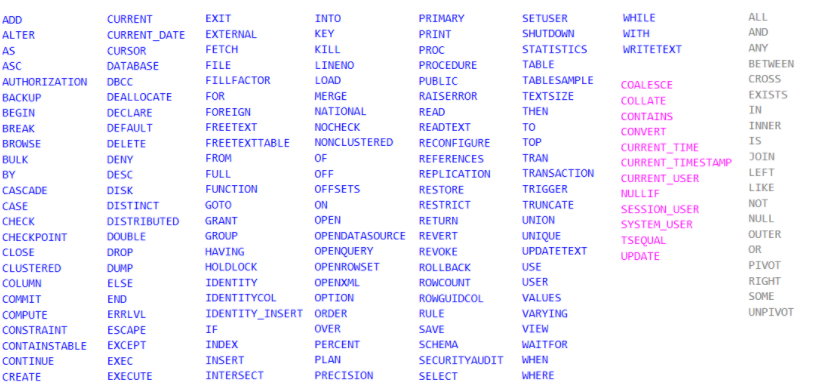 ADD
ALTER
AS
ASC
AUTHORIZATION
BACKUP
BEGIN
BREAK
BROWSE
BULK
BY
CASCADE
CASE
CHECK
CHECKPOINT
CLOSE
CLUSTERED
COLUMN
COMMIT
COMPUTE
CONSTRAINT
CONTAINSTABLE
CONTINUE
CREATE
CURRENT
CURRENT_DATE
CURSOR
DATABASE
DBCC
DEALLOCATE
DECLARE
DEFAULT
DELETE
DENY
DESC
DISK
DISTINCT
DISTRIBUTED
DOUBLE
DROP
DUMP
ELSE
END
ERRLVL
ESCAPE
EXCEPT
EXEC
EXECUTE
EXIT
EXTERNAL
FETCH
FILE
FILLFACTOR
FOR
FOREIGN
FREETEXT
FREETEXTTABLE
FROM
FULL
FUNCTION
GOTO
GRANT
GROUP
HAVING
HOLDLOCK
IDENTITY
IDENTITYCOL
IDENTITY_INSERT
IF
INDEX
INSERT
INTERSECT
INTO
KEY
KILL
LINENO
LOAD
MERGE
NATIONAL
NOCHECK
NONCLUSTERED
OF
OFF
OFFSETS
ON
OPEN
OPENDATASOURCE
OPENQUERY
OPENROWSET
OPENXML
OPTION
ORDER
OVER
PERCENT
PLAN
PRECISION
PRIMARY
PRINT
PROC
PROCEDURE
PUBLIC
RAISERROR
READ
READTEXT
RECONFIGURE
REFERENCES
REPLICATION
RESTORE
RESTRICT
RETURN
REVERT
REVOKE
ROLLBACK
ROWCOUNT
ROWGUIDCOL
RULE
SAVE
SCHEMA
SECURITYAUDIT
SELECT
SETUSER
SHUTDOWN
STATISTICS
TABLE
TABLESAMPLE
TEXTSIZE
THEN
TO
TOP
TRAN
TRANSACTION
TRIGGER
TRUNCATE
UNION
UNIQUE
UPDATETEXT
USE
USER
VALUES
VARYING
VIEW
WAITFOR
WHEN
WHERE
WHILE
WITH
WRITETEXT
COALESCE
COLLATE
CONTAINS
CONVERT
CURRENT_TIME
CURRENT_TIMESTAMP
CURRENT_USER
NULLIF
SESSION_USER
SYSTEM_USER
TSEQUAL
UPDATE
ALL
AND
ANY
BETWEEN
CROSS
EXISTS
IN
INNER
IS
JOIN
LEFT
LIKE
NOT
NULL
OUTER
OR
PIVOT
RIGHT
SOME
UNPIVOT